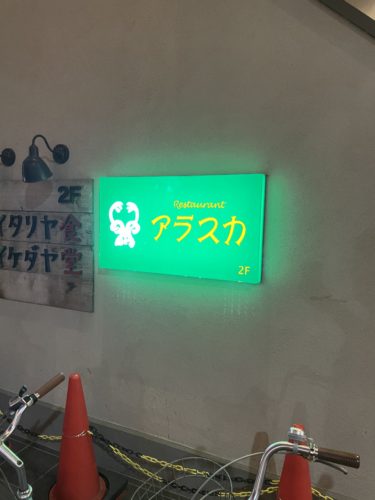 2F
イタリヤ食
イケダヤ堂
Restaurant
アラスカ
2F